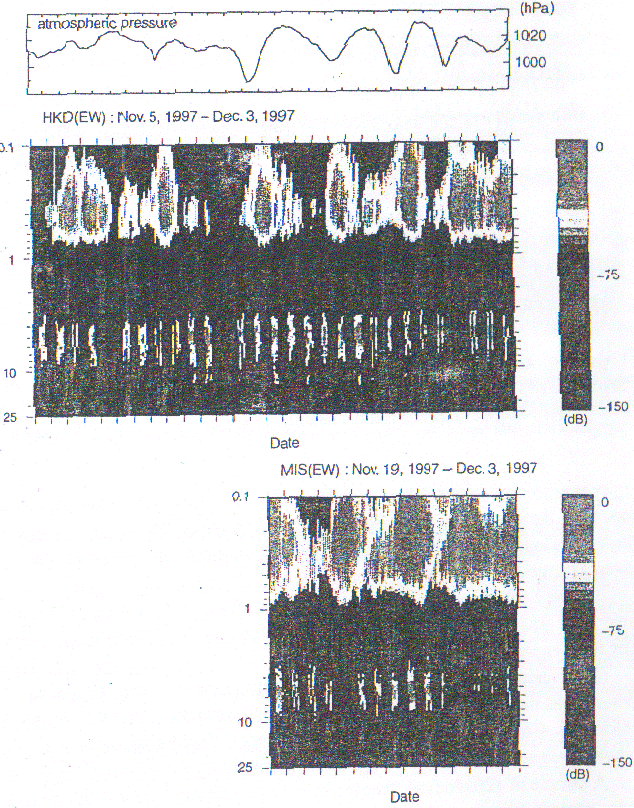 (hPa)
atmospheric pressure
1020
1000
HKD(EW) : Nov. 5, 1997 – Dec. 3, 1997
0.1
0
1
-75
10
25
-150
(dB)
Date
MIS(EW) : Nov. 19, 1997 – Dec. 3, 1997
0.1
0
1
-75
10
25
-150
(dB)
Date